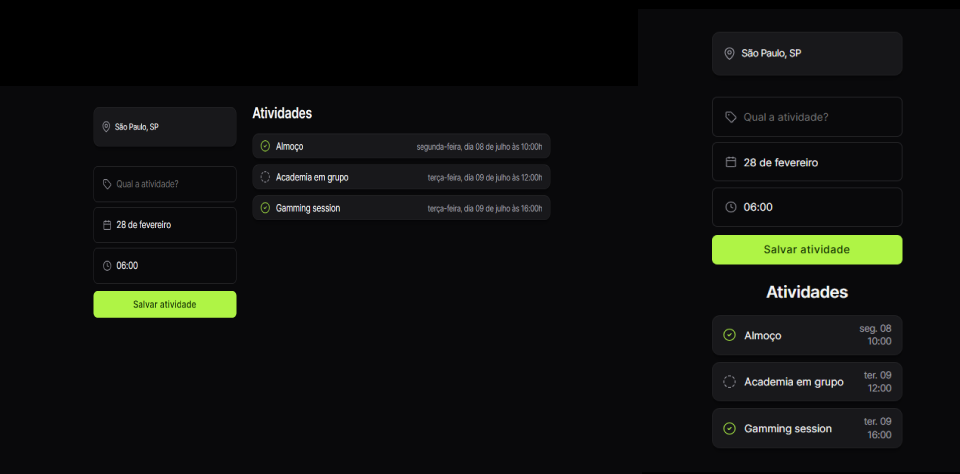 São Paulo, SP
Qual a atividade?
28 de fevereiro
06:00
Salvar atividade
Atividades
Almoço segunda-feira, dia 08 de julho às 10:00h
Academia em grupo terça-feira, dia 09 de julho às 12:00h
Gamming session terça-feira, dia 09 de julho às 16:00h
São Paulo, SP
Qual a atividade?
28 de fevereiro
06:00
Salvar atividade
Atividades
Almoço
seg. 08
10:00
Academia em grupo
ter. 09
12:00
Gamming session
ter. 09
16:00